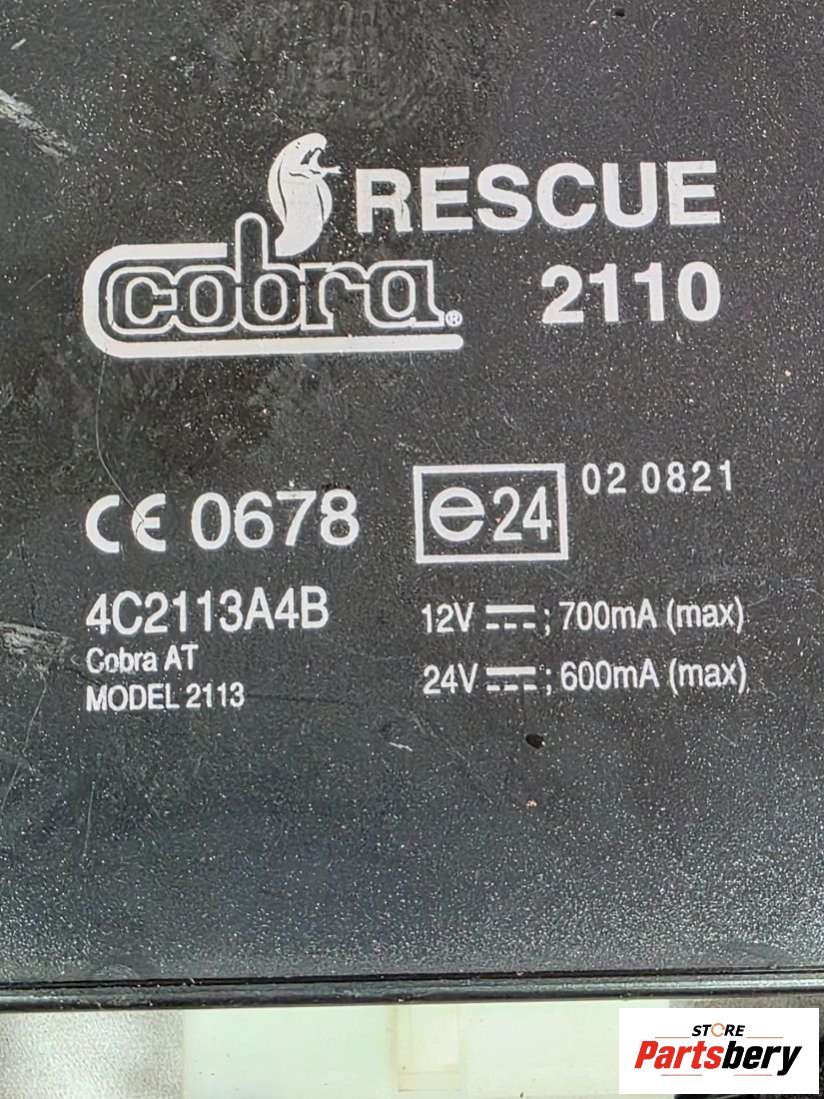 RESCUE
cobra®
2110
CE 0678
e24
02 0821
4C2113A4B
Cobra AT
MODEL 2113
12V ⎓; 700mA (max)
24V ⎓; 600mA (max)
STORE
Partsbery